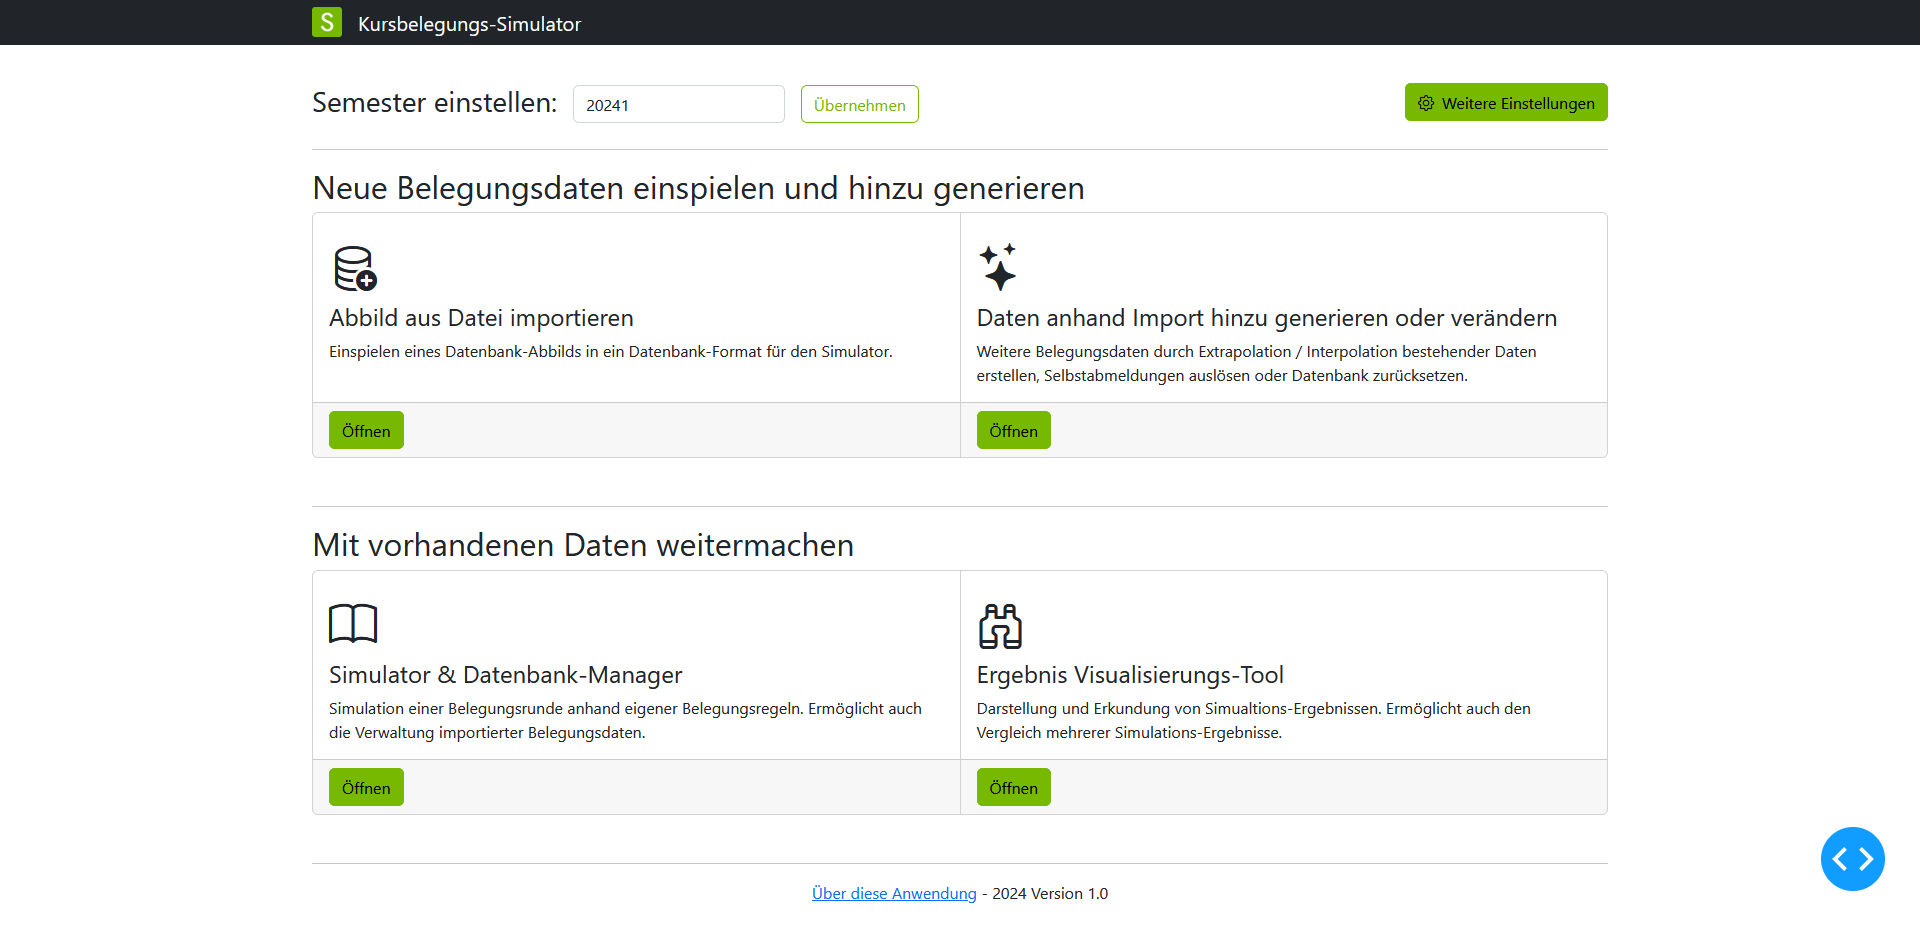 S Kursbelegungs-Simulator
Semester einstellen: 20241 Übernehmen Weitere Einstellungen
Neue Belegungsdaten einspielen und hinzu generieren
Abbild aus Datei importieren
Einspielen eines Datenbank-Abbilds in ein Datenbank-Format für den Simulator.
Öffnen
Daten anhand Import hinzu generieren oder verändern
Weitere Belegungsdaten durch Extrapolation / Interpolation bestehender Daten
erstellen, Selbstabmeldungen auslösen oder Datenbank zurücksetzen.
Öffnen
Mit vorhandenen Daten weitermachen
Simulator & Datenbank-Manager
Simulation einer Belegungsrunde anhand eigener Belegungsregeln. Ermöglicht auch
die Verwaltung importierter Belegungsdaten.
Öffnen
Ergebnis Visualisierungs-Tool
Darstellung und Erkundung von Simualtions-Ergebnissen. Ermöglicht auch den
Vergleich mehrerer Simulations-Ergebnisse.
Öffnen
Über diese Anwendung - 2024 Version 1.0